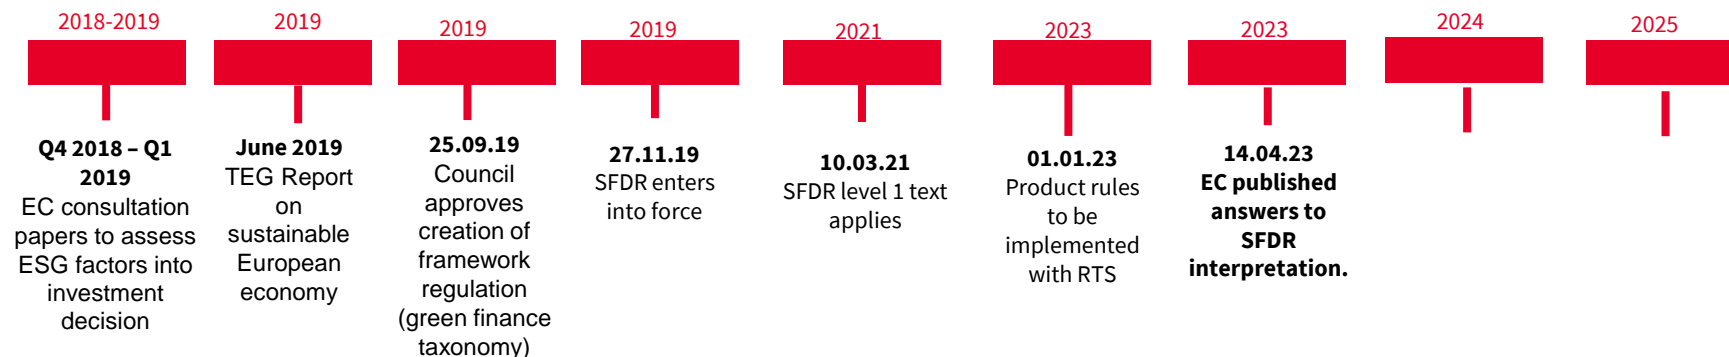 2018-2019
2019
2019
2019
2021
2023
2023
2024
2025
Q4 2018 – Q1
2019
EC consultation
papers to assess
ESG factors into
investment
decision
June 2019
TEG Report
on
sustainable
European
economy
25.09.19
Council
approves
creation of
framework
regulation
(green finance
taxonomy)
27.11.19
SFDR enters
into force
10.03.21
SFDR level 1 text
applies
01.01.23
Product rules
to be
implemented
with RTS
14.04.23
EC published
answers to
SFDR
interpretation.